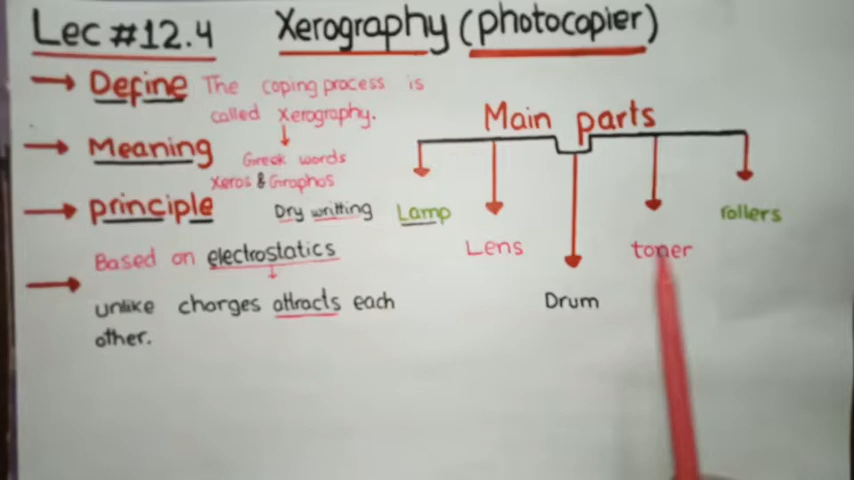 Lec #12.4 Xerography (photocopier)
Define The coping process is
called Xerography.
Meaning Greek words
Xeros & Graphos
principle Dry writting
Based on electrostatics
unlike charges attracts each
other.
Main parts
Lamp
Lens
Drum
toner
rollers